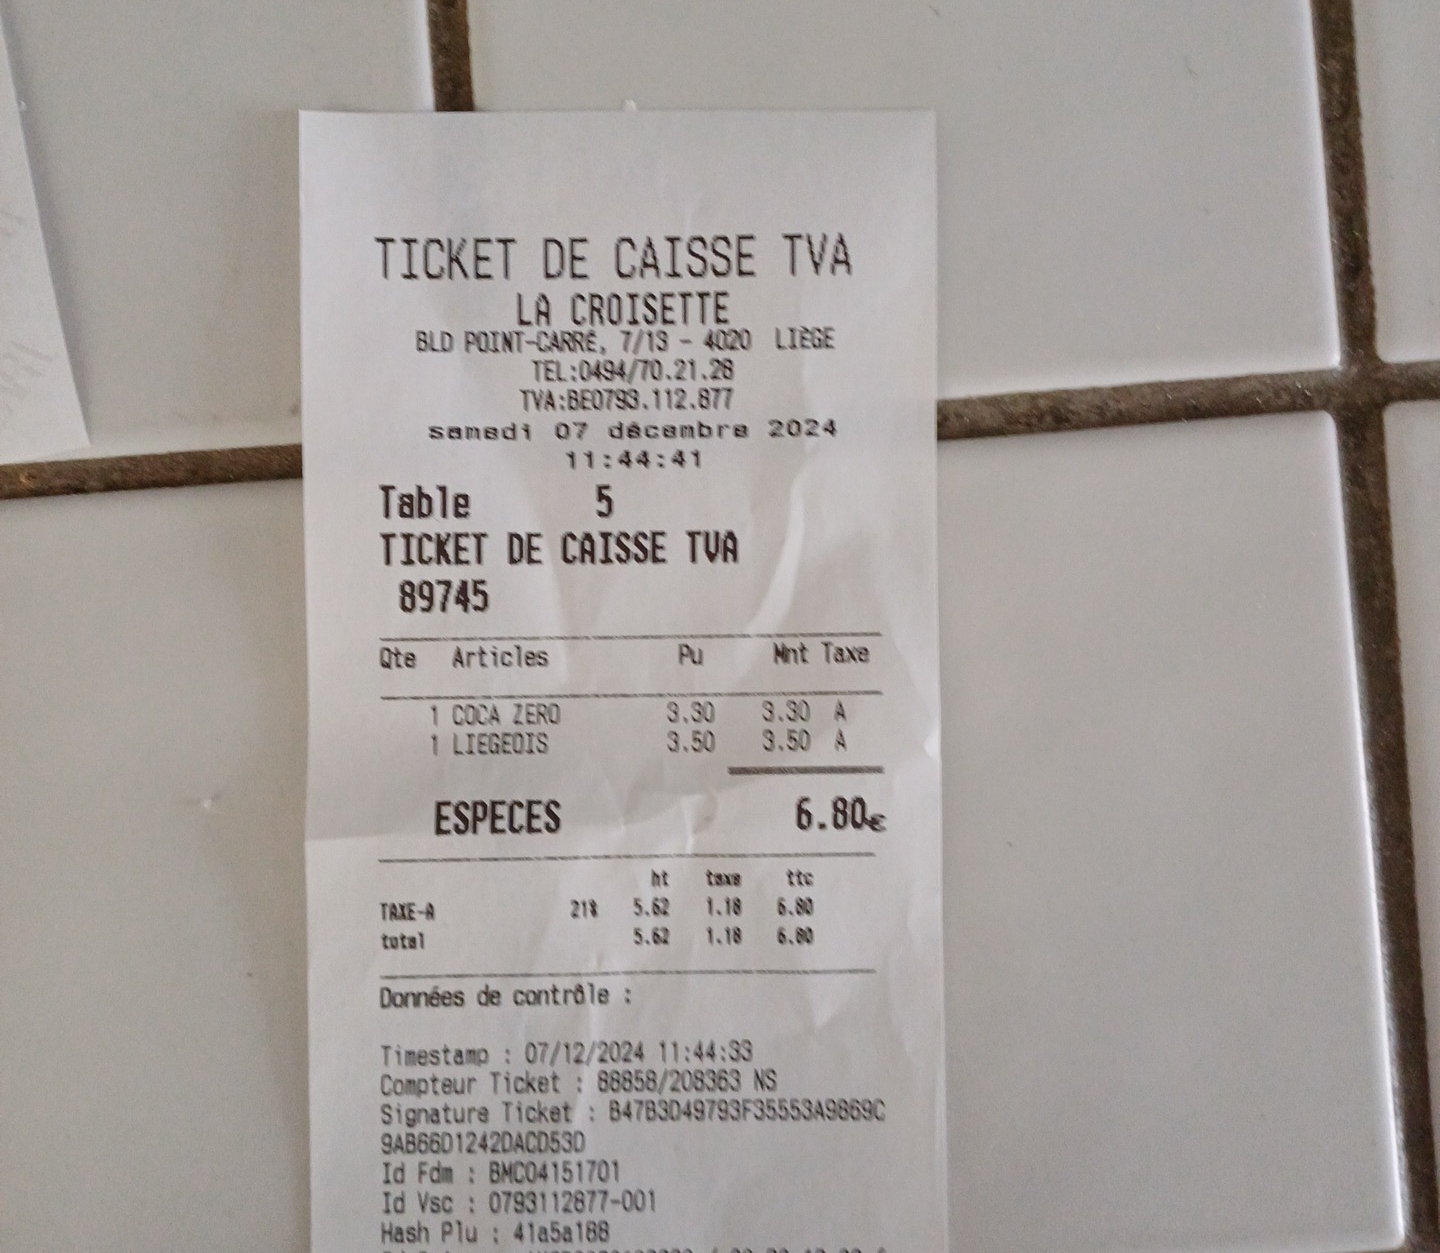 TICKET DE CAISSE TVA
LA CROISETTE
BLD POINT-CARRÉ, 7/13 - 4020 LIÈGE
TEL:0494/70.21.28
TVA:BE0793.112.877
samedi 07 décembre 2024
11:44:41
Table 5
TICKET DE CAISSE TVA
89745
Qte Articles Pu Mnt Taxe
1 COCA ZERO 3.30 3.30 A
1 LIEGEOIS 3.50 3.50 A
ESPECES 6.80€
ht taxe ttc
TAXE-A 21% 5.62 1.18 6.80
total 5.62 1.18 6.80
Données de contrôle :
Timestamp : 07/12/2024 11:44:33
Compteur Ticket : 88858/208363 NS
Signature Ticket : B47B3D49793F35553A9869C
9AB66D1242DACD53D
Id Fdm : BMC04151701
Id Vsc : 0793112877-001
Hash Plu : 41a5a188